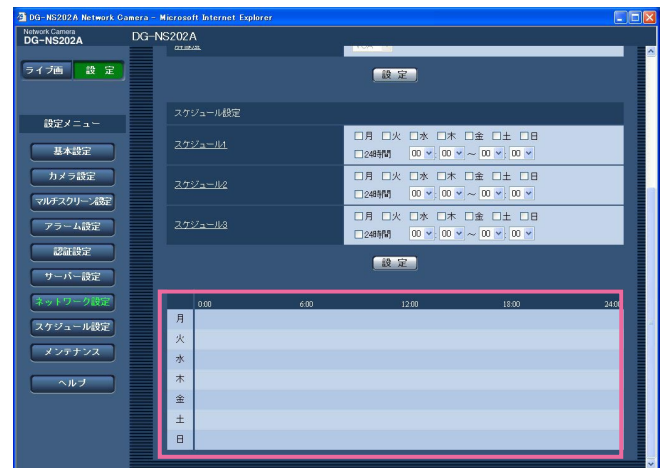 DG-NS202A Network Camera - Microsoft Internet Explorer
Network Camera
DG-NS202A
DG-NS202A
ライブ画 設 定
設 定
スケジュール設定
設定メニュー
基本設定
カメラ設定
マルチスクリーン設定
アラーム設定
認証設定
サーバー設定
ネットワーク設定
スケジュール設定
メンテナンス
ヘルプ
スケジュール1
月 火 水 木 金 土 日
24時間 00 : 00 ~ 00 : 00
スケジュール2
月 火 水 木 金 土 日
24時間 00 : 00 ~ 00 : 00
スケジュール3
月 火 水 木 金 土 日
24時間 00 : 00 ~ 00 : 00
設 定
0:00 6:00 12:00 18:00 24:00
月
火
水
木
金
土
日